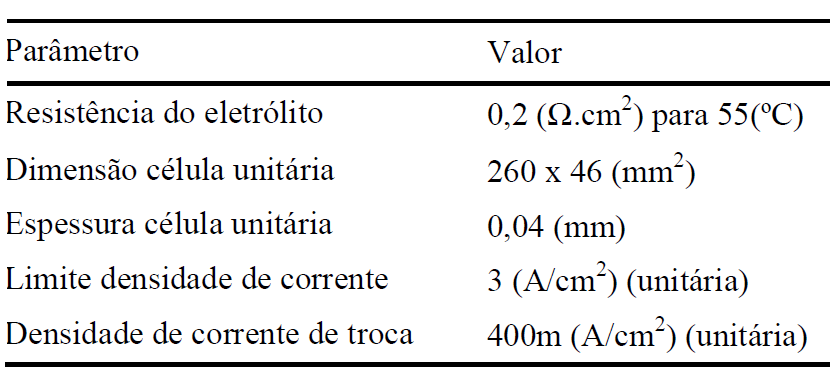 Parâmetro Valor
Resistência do eletrólito 0,2 (Ω.cm²) para 55(ºC)
Dimensão célula unitária 260 x 46 (mm²)
Espessura célula unitária 0,04 (mm)
Limite densidade de corrente 3 (A/cm²) (unitária)
Densidade de corrente de troca 400m (A/cm²) (unitária)